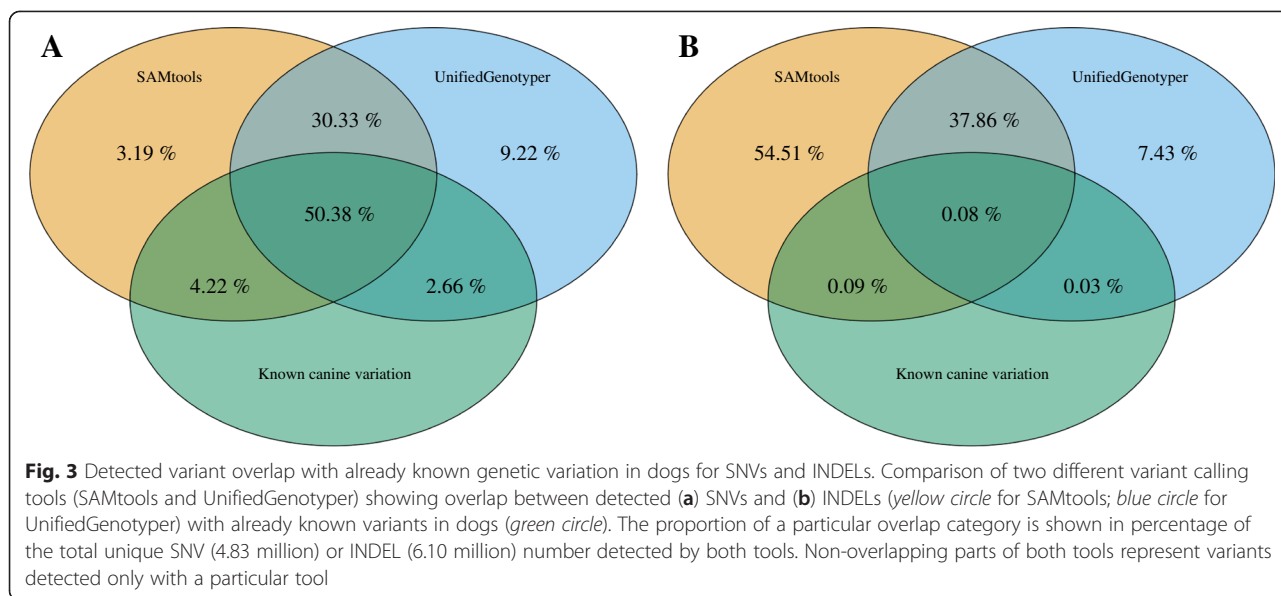 A
SAMtools
UnifiedGenotyper
30.33 %
3.19 %
9.22 %
50.38 %
4.22 %
2.66 %
Known canine variation
B
SAMtools
UnifiedGenotyper
37.86 %
54.51 %
7.43 %
0.08 %
0.09 %
0.03 %
Known canine variation
Fig. 3 Detected variant overlap with already known genetic variation in dogs for SNVs and INDELs. Comparison of two different variant calling
tools (SAMtools and UnifiedGenotyper) showing overlap between detected (a) SNVs and (b) INDELs (yellow circle for SAMtools; blue circle for
UnifiedGenotyper) with already known variants in dogs (green circle). The proportion of a particular overlap category is shown in percentage of
the total unique SNV (4.83 million) or INDEL (6.10 million) number detected by both tools. Non-overlapping parts of both tools represent variants
detected only with a particular tool